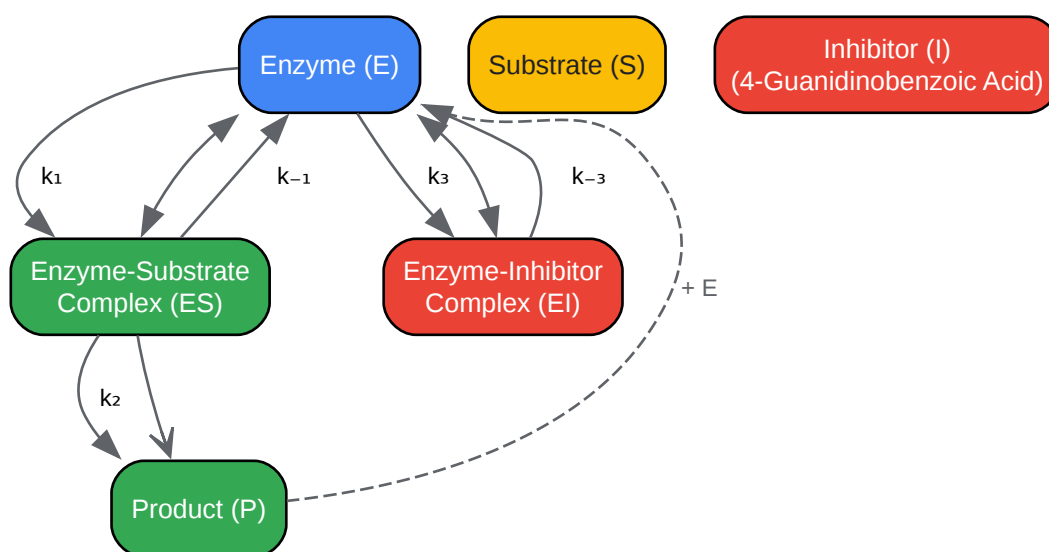 Enzyme (E)
Substrate (S)
Inhibitor (I)
(4-Guanidinobenzoic Acid)
k₁
k₋₁
k₃
k₋₃
Enzyme-Substrate
Complex (ES)
Enzyme-Inhibitor
Complex (EI)
+ E
k₂
Product (P)